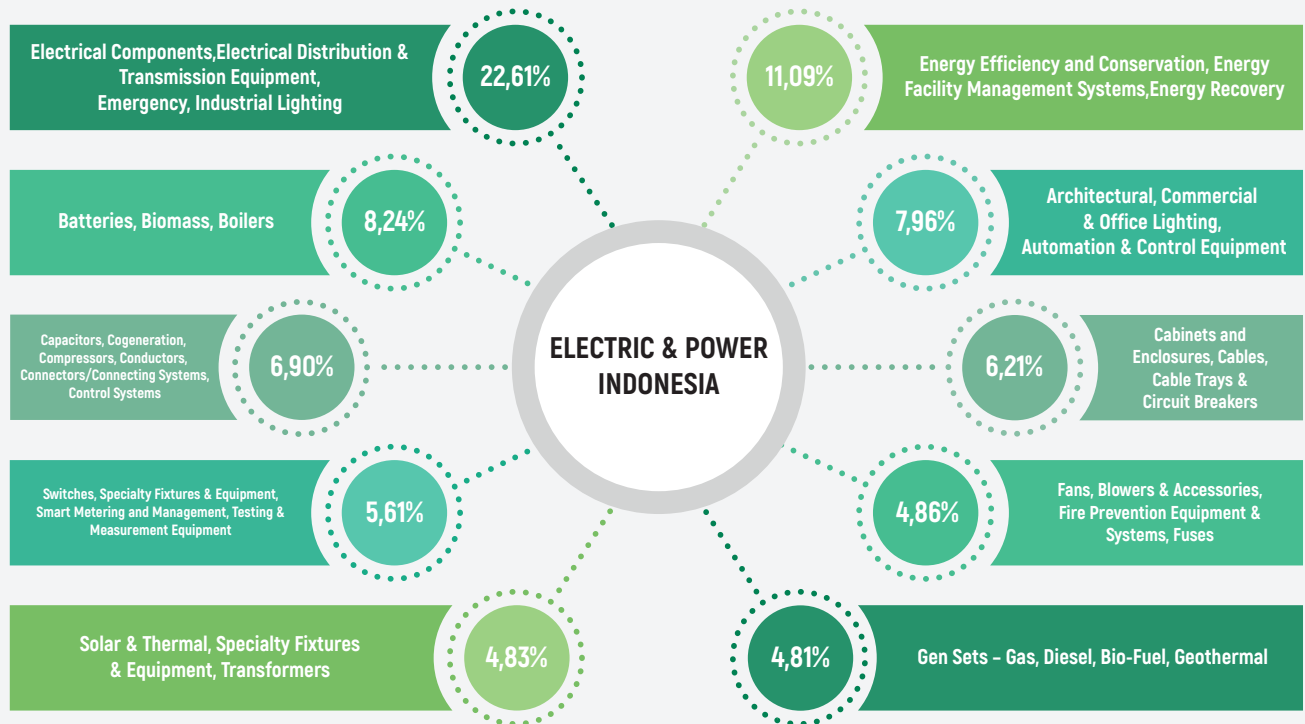 Electrical Components,Electrical Distribution &
Transmission Equipment,
Emergency, Industrial Lighting
22,61%
11,09%
Energy Efficiency and Conservation, Energy
Facility Management Systems,Energy Recovery
Batteries, Biomass, Boilers
8,24%
7,96%
Architectural, Commercial
& Office Lighting,
Automation & Control Equipment
Capacitors, Cogeneration,
Compressors, Conductors,
Connectors/Connecting Systems,
Control Systems
6,90%
ELECTRIC & POWER
INDONESIA
6,21%
Cabinets and
Enclosures, Cables,
Cable Trays &
Circuit Breakers
Switches, Specialty Fixtures & Equipment,
Smart Metering and Management, Testing &
Measurement Equipment
5,61%
4,86%
Fans, Blowers & Accessories,
Fire Prevention Equipment &
Systems, Fuses
Solar & Thermal, Specialty Fixtures
& Equipment, Transformers
4,83%
4,81%
Gen Sets – Gas, Diesel, Bio-Fuel, Geothermal